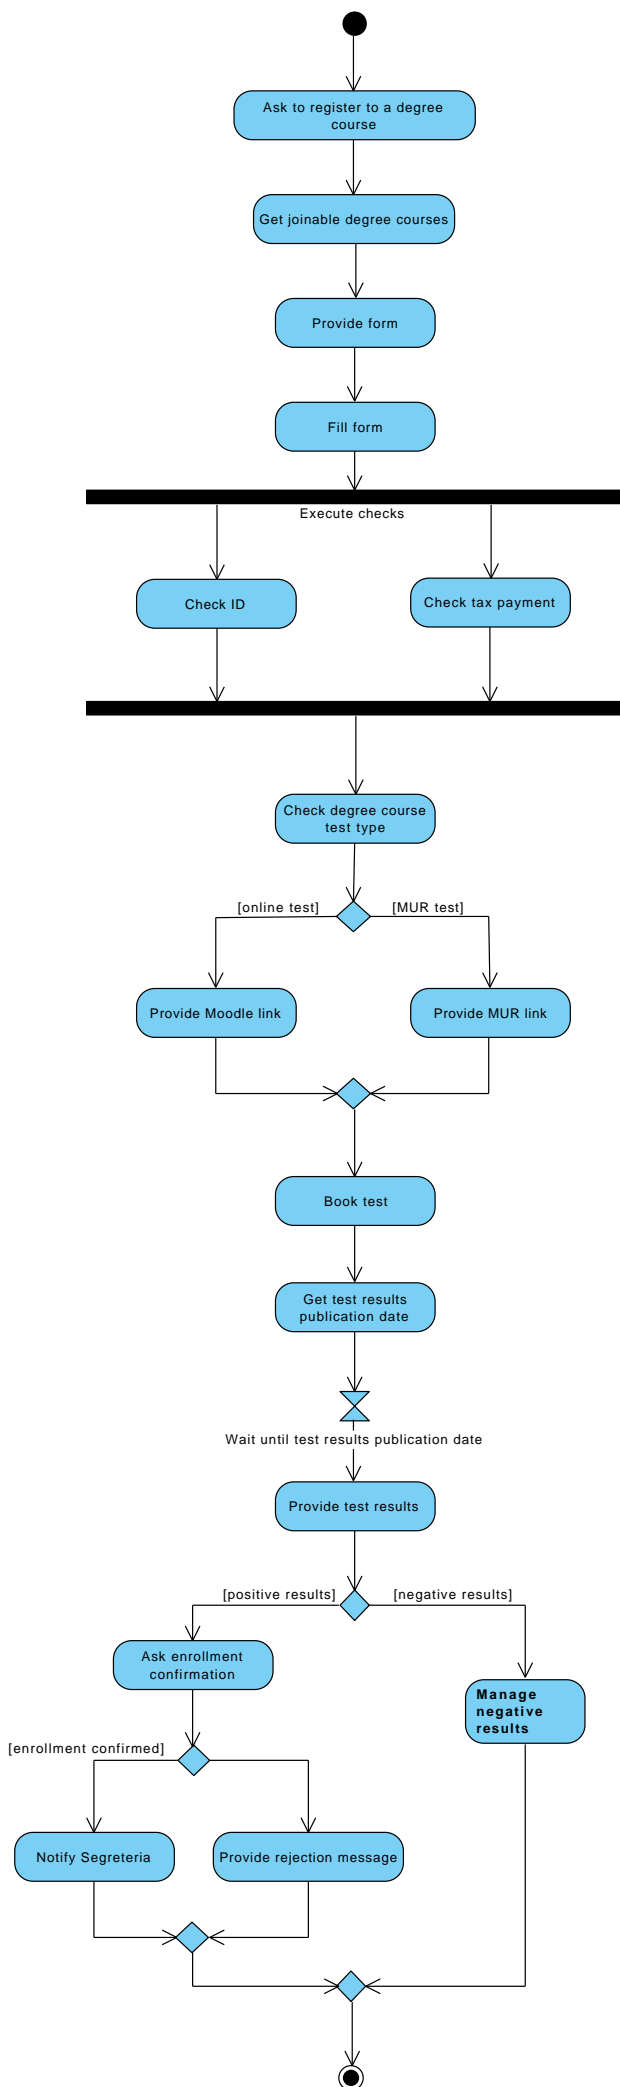 Ask to register to a degree
course
Get joinable degree courses
Provide form
Fill form
Execute checks
Check ID
Check tax payment
Check degree course
test type
[online test]
[MUR test]
Provide Moodle link
Provide MUR link
Book test
Get test results
publication date
Wait until test results publication date
Provide test results
[positive results]
[negative results]
Ask enrollment
confirmation
Manage
negative
results
[enrollment confirmed]
Notify Segreteria
Provide rejection message